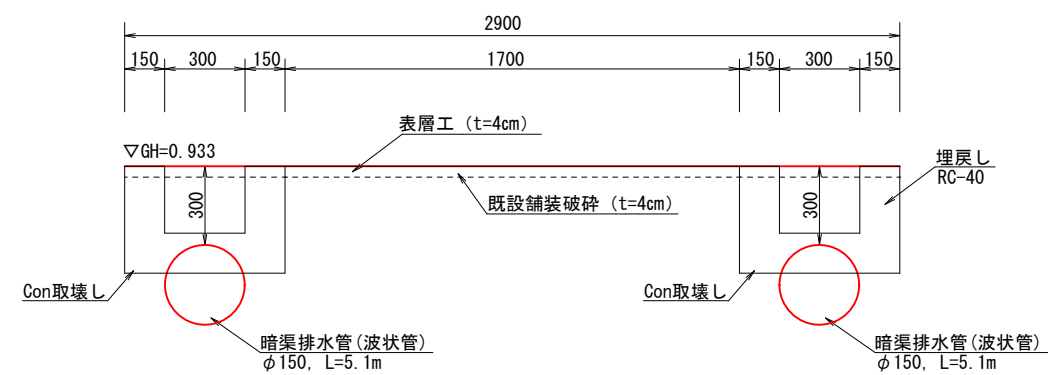 2900
150 300 150 1700 150 300 150
表層工 (t=4cm)
▽GH=0.933
埋戻し
RC-40
300
300
既設舗装破砕 (t=4cm)
Con取壊し
Con取壊し
暗渠排水管(波状管)
φ150, L=5.1m
暗渠排水管(波状管)
φ150, L=5.1m